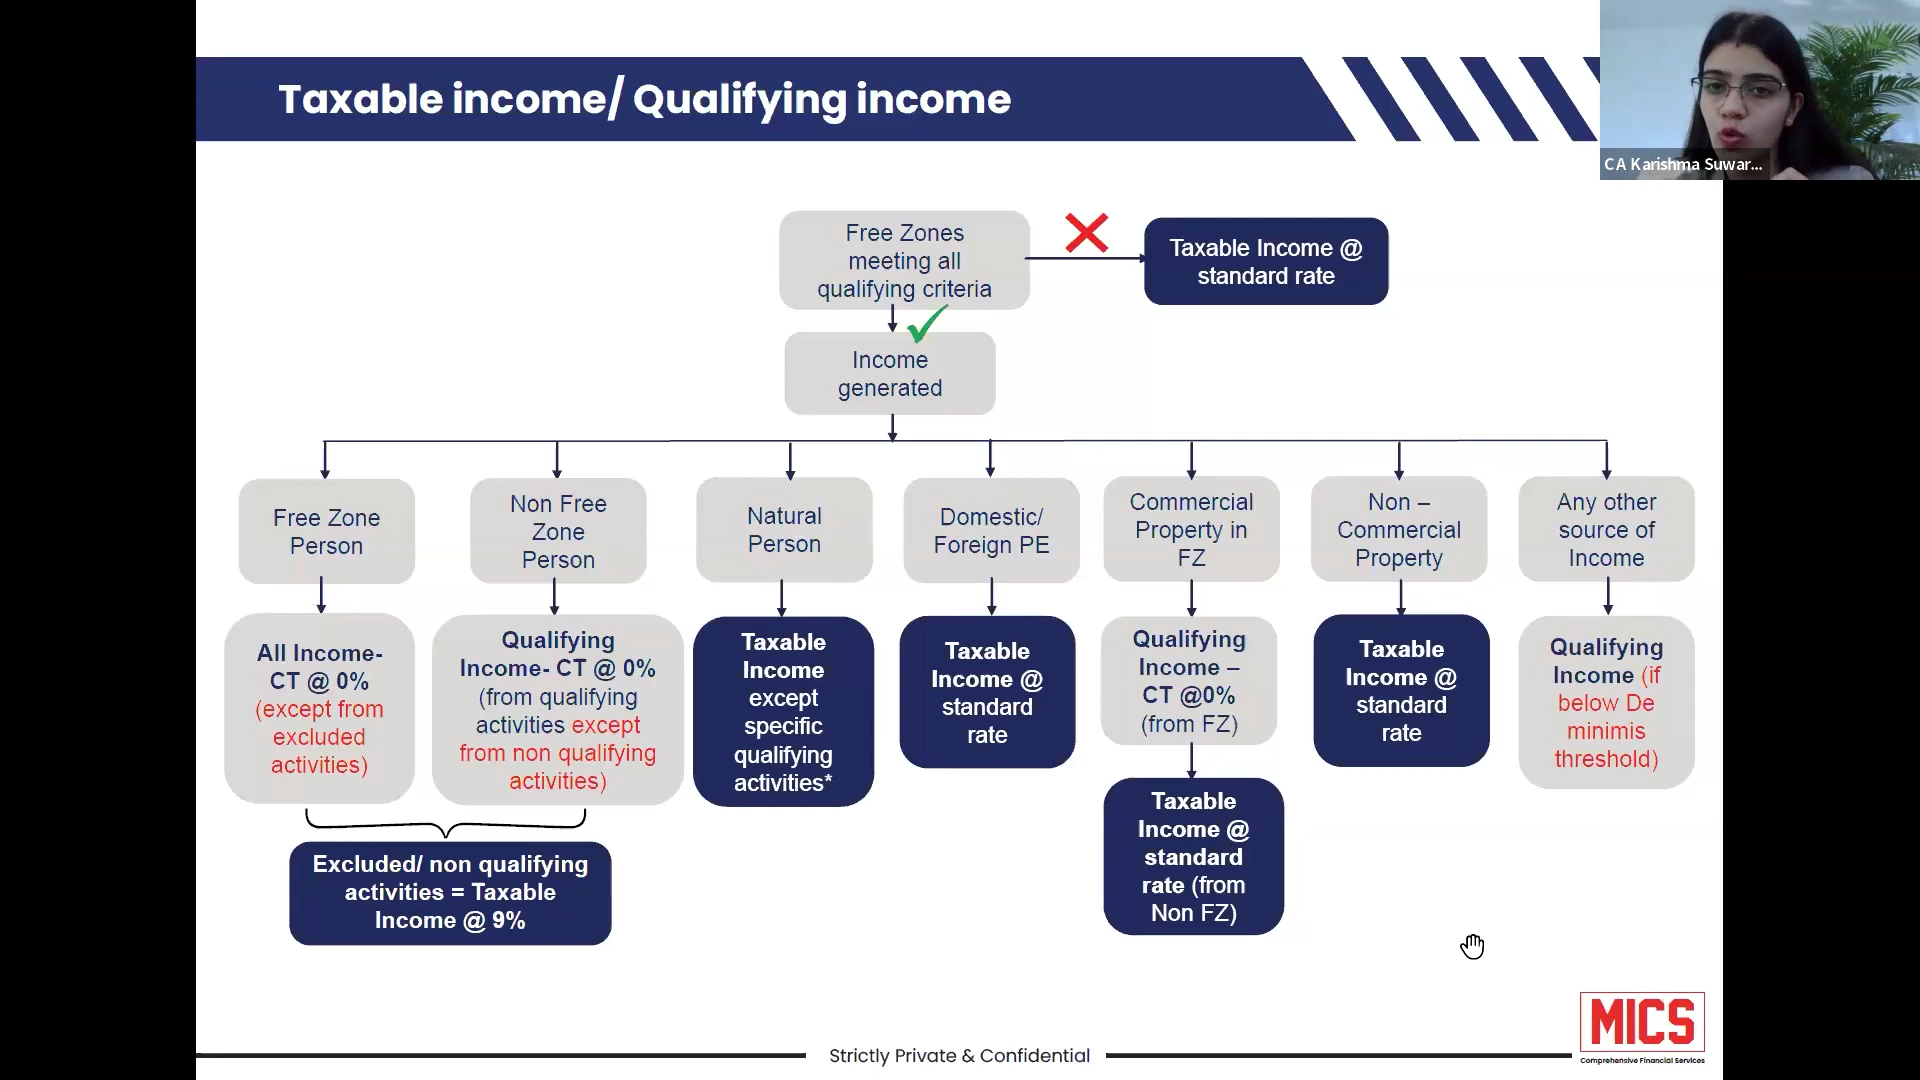 Taxable income/ Qualifying income
CA Karishma Suwar...
Free Zones
meeting all
qualifying criteria
Taxable Income @
standard rate
Income
generated
Free Zone
Person
Non Free
Zone
Person
Natural
Person
Domestic/
Foreign PE
Commercial
Property in
FZ
Non –
Commercial
Property
Any other
source of
Income
All Income-
CT @ 0%
(except from
excluded
activities)
Qualifying
Income- CT @ 0%
(from qualifying
activities except
from non qualifying
activities)
Taxable
Income
except
specific
qualifying
activities*
Taxable
Income @
standard
rate
Qualifying
Income –
CT @0%
(from FZ)
Taxable
Income @
standard
rate
Qualifying
Income (if
below De
minimis
threshold)
Excluded/ non qualifying
activities = Taxable
Income @ 9%
Taxable
Income @
standard
rate (from
Non FZ)
MICS
Comprehensive Financial Services
Strictly Private & Confidential